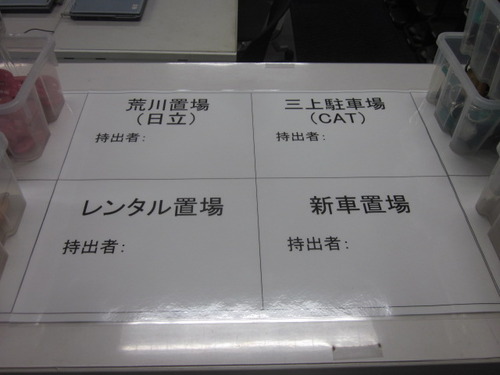 荒川置場
（日立）
持出者：
三上駐車場
（CAT）
持出者：
レンタル置場
持出者：
新車置場
持出者：